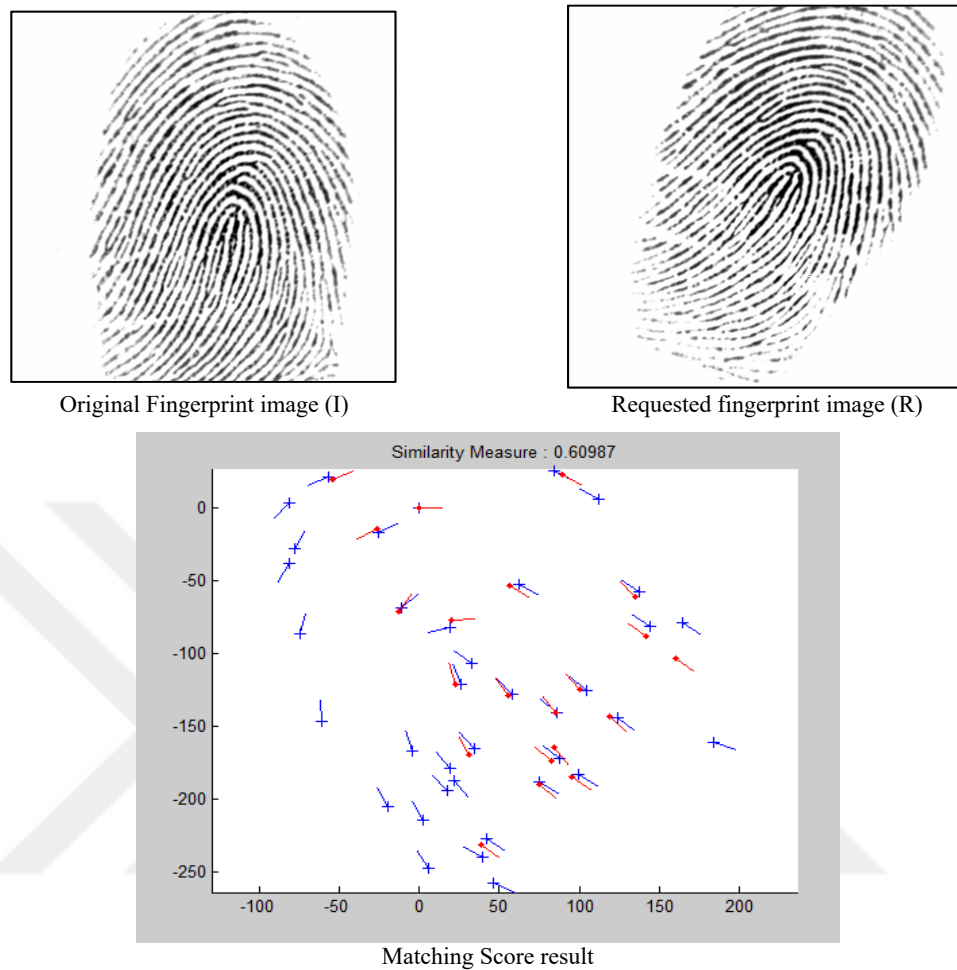 Original Fingerprint image (I)
Requested fingerprint image (R)
Similarity Measure : 0.60987
0
-50
-100
-150
-200
-250
-100 -50 0 50 100 150 200
Matching Score result